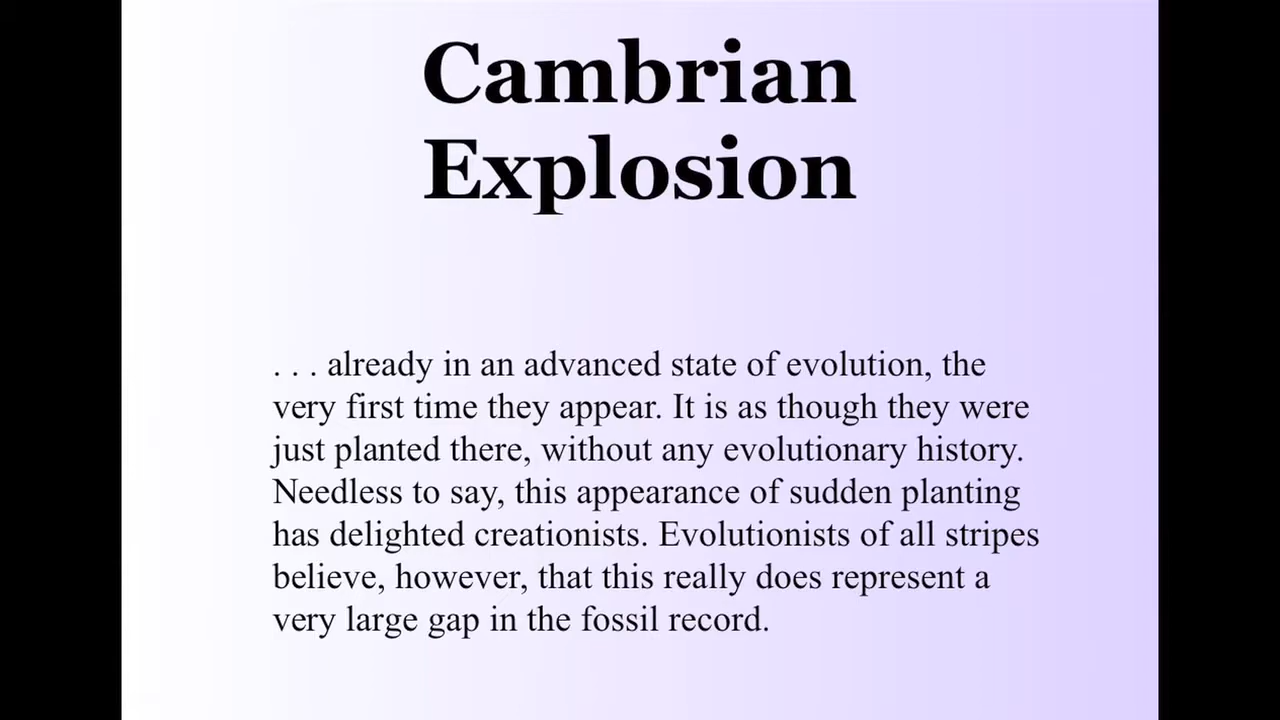 Cambrian
Explosion
. . . already in an advanced state of evolution, the
very first time they appear. It is as though they were
just planted there, without any evolutionary history.
Needless to say, this appearance of sudden planting
has delighted creationists. Evolutionists of all stripes
believe, however, that this really does represent a
very large gap in the fossil record.